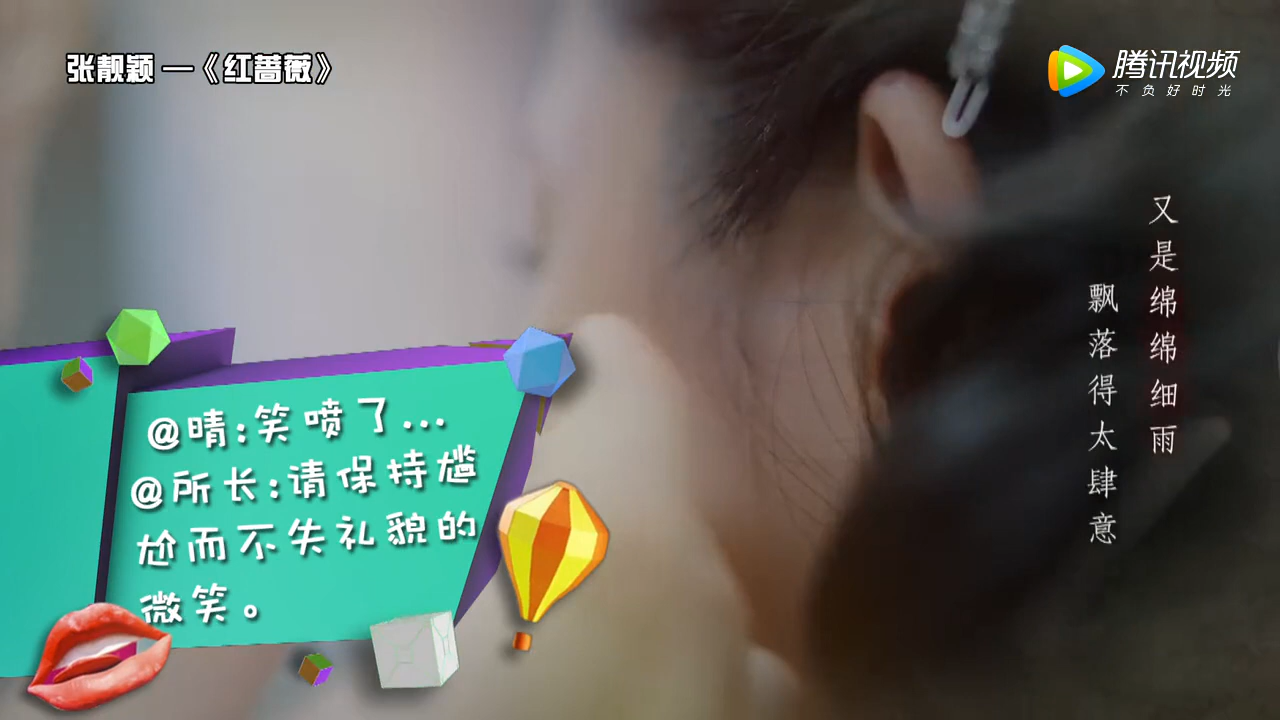 张靓颖 —《红蔷薇》
腾讯视频
不负好时光
又是绵绵细雨
飘落得太肆意
@晴:笑喷了...
@所长:请保持尴
尬而不失礼貌的
微笑。